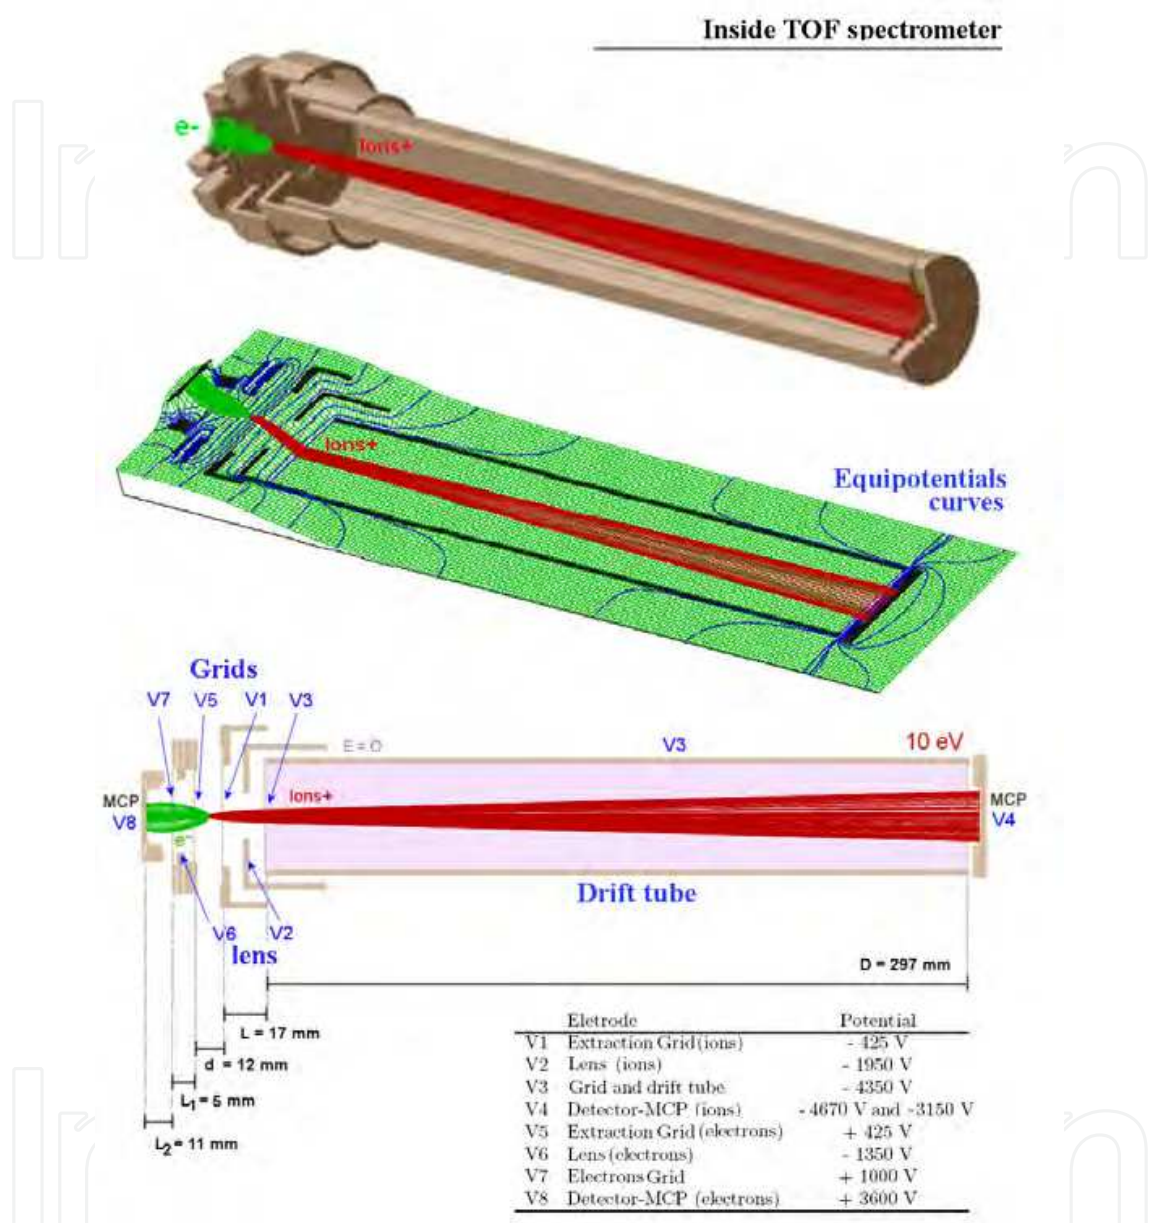 Inside TOF spectrometer
e-
Ions+
Ions+
Equipotentials
curves
Grids
V7 V5 V1 V3
E = O V3 10 eV
Ions+
MCP
V8
MCP
V4
e-
Drift tube
V6 V2
lens
D = 297 mm
L = 17 mm
d = 12 mm
L1= 5 mm
L2= 11 mm
Eletrode Potential
V1 Extraction Grid (ions) - 425 V
V2 Lens (ions) - 1950 V
V3 Grid and drift tube - 4350 V
V4 Detector-MCP (ions) - 4670 V and -3150 V
V5 Extraction Grid (electrons) + 425 V
V6 Lens (electrons) - 1350 V
V7 Electrons Grid + 1000 V
V8 Detector-MCP (electrons) + 3600 V